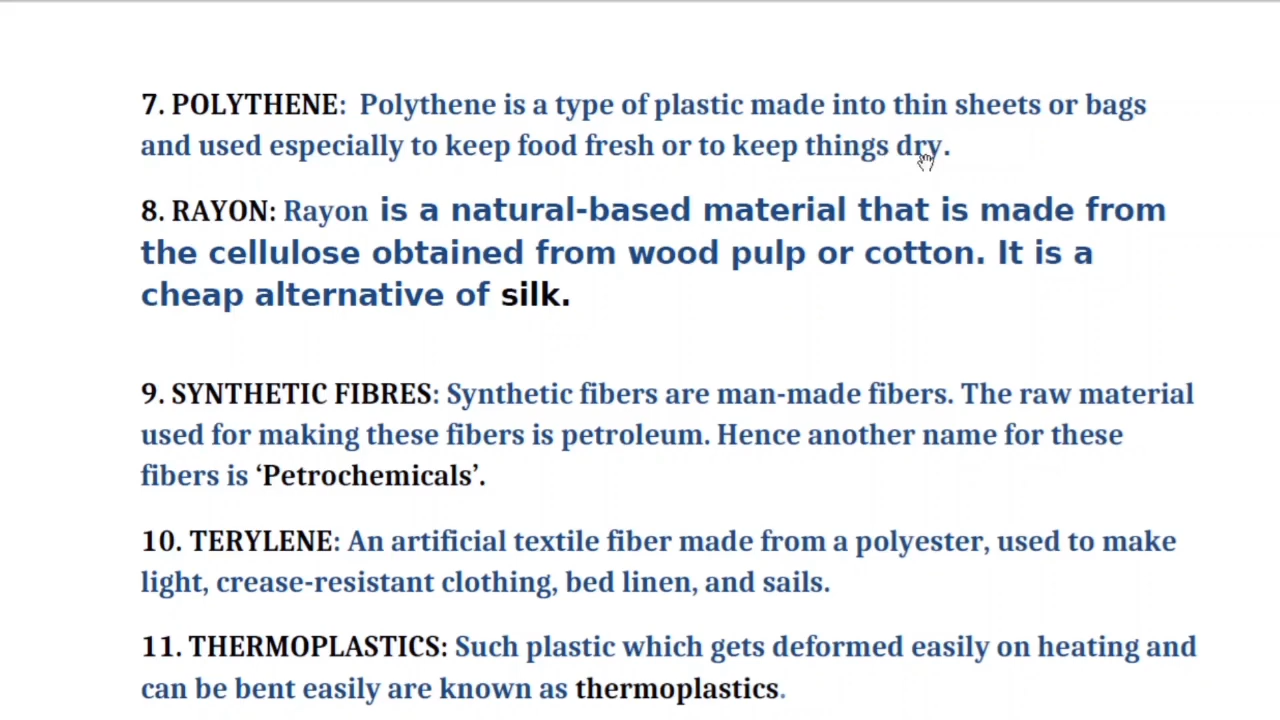 7. POLYTHENE: Polythene is a type of plastic made into thin sheets or bags
and used especially to keep food fresh or to keep things dry.
8. RAYON: Rayon is a natural-based material that is made from
the cellulose obtained from wood pulp or cotton. It is a
cheap alternative of silk.
9. SYNTHETIC FIBRES: Synthetic fibers are man-made fibers. The raw material
used for making these fibers is petroleum. Hence another name for these
fibers is ‘Petrochemicals’.
10. TERYLENE: An artificial textile fiber made from a polyester, used to make
light, crease-resistant clothing, bed linen, and sails.
11. THERMOPLASTICS: Such plastic which gets deformed easily on heating and
can be bent easily are known as thermoplastics.